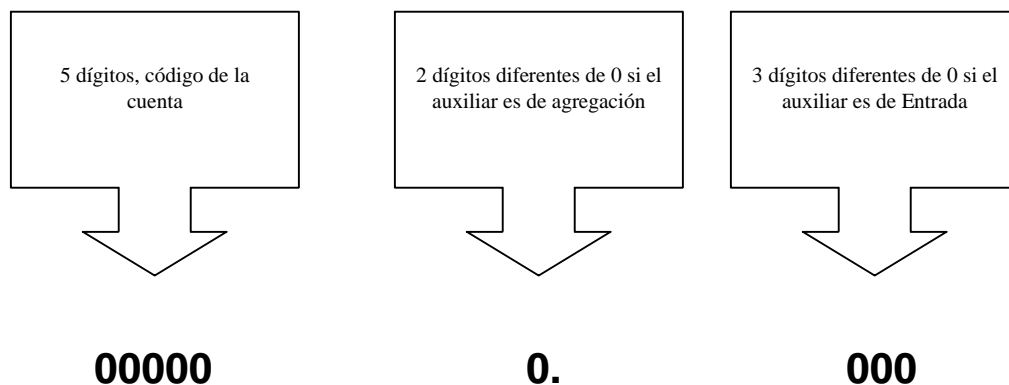 5 dígitos, código de la
cuenta
2 dígitos diferentes de 0 si el
auxiliar es de agregación
3 dígitos diferentes de 0 si el
auxiliar es de Entrada
00000 0. 000